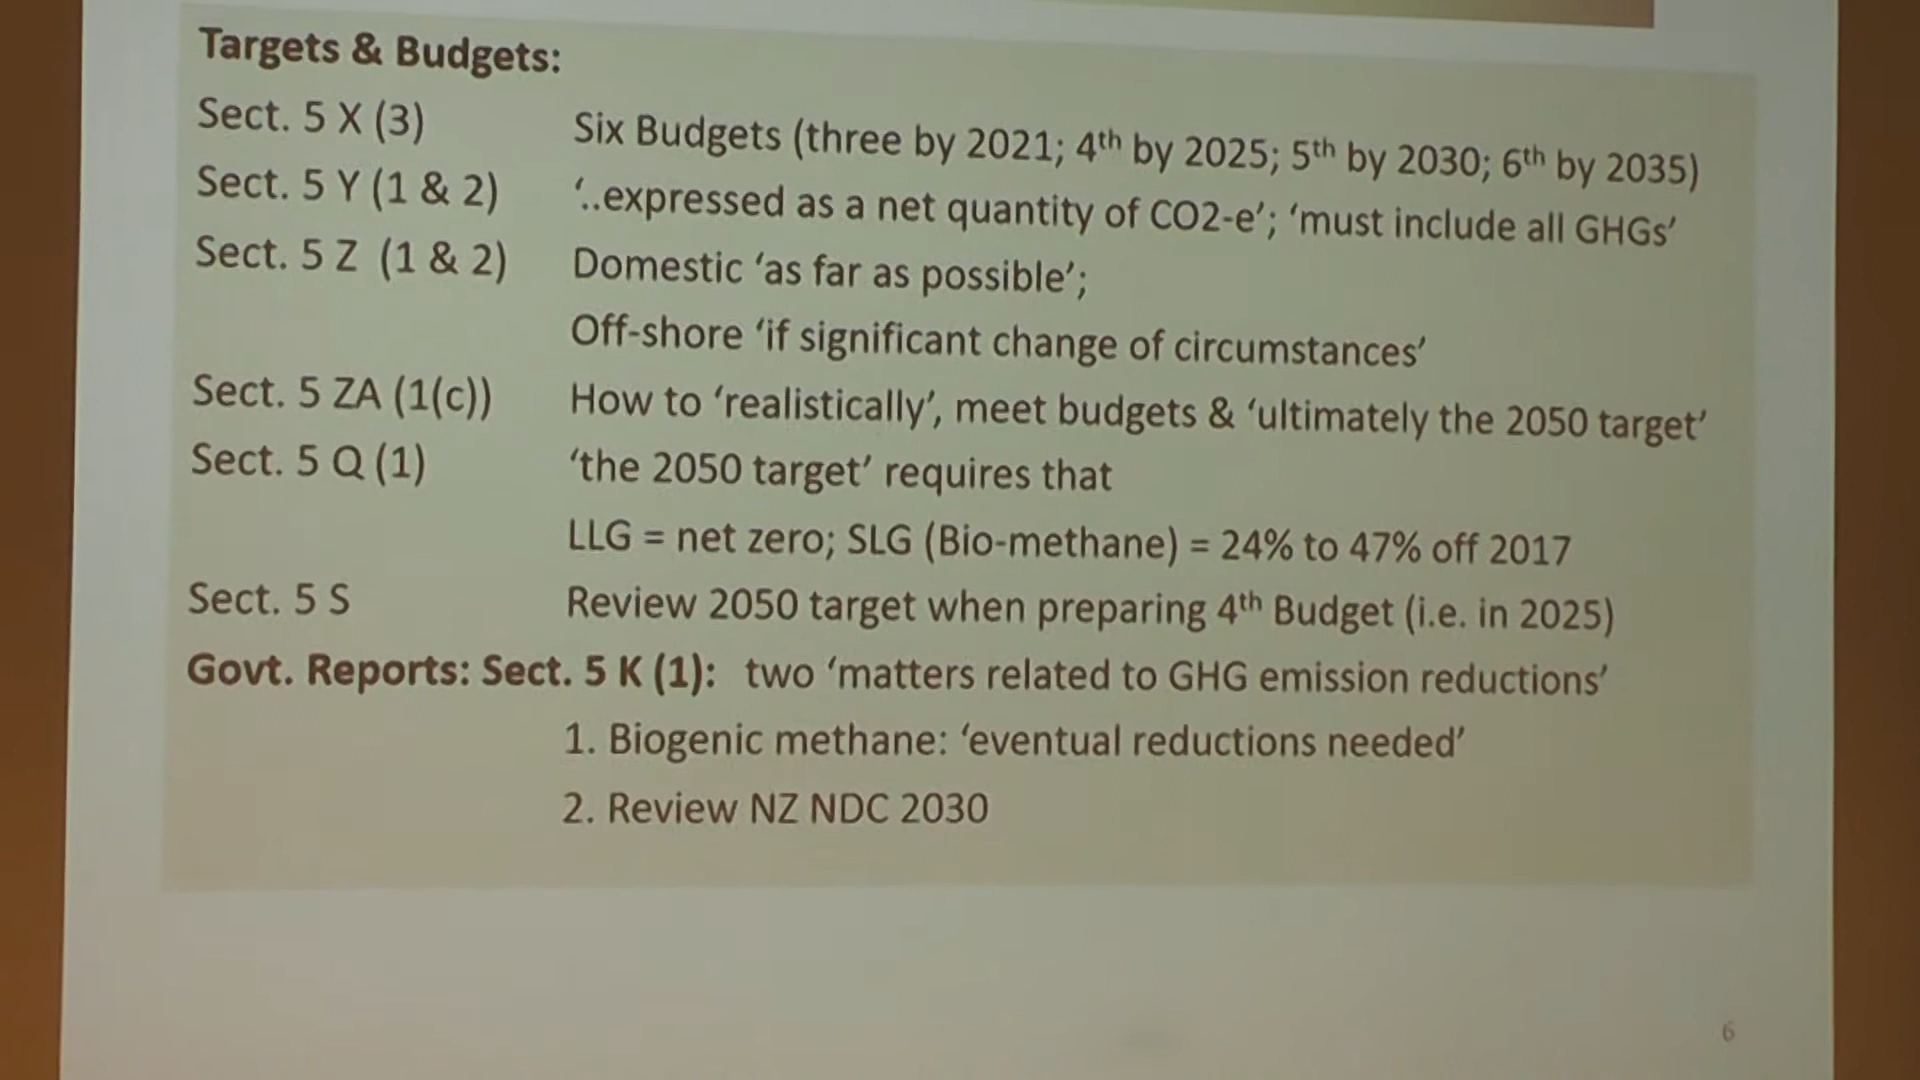 Targets & Budgets:
Sect. 5 X (3) Six Budgets (three by 2021; 4th by 2025; 5th by 2030; 6th by 2035)
Sect. 5 Y (1 & 2) ‘..expressed as a net quantity of CO2-e’; ‘must include all GHGs’
Sect. 5 Z (1 & 2) Domestic ‘as far as possible’;
Off-shore ‘if significant change of circumstances’
Sect. 5 ZA (1(c)) How to ‘realistically’, meet budgets & ‘ultimately the 2050 target’
Sect. 5 Q (1) ‘the 2050 target’ requires that
LLG = net zero; SLG (Bio-methane) = 24% to 47% off 2017
Sect. 5 S Review 2050 target when preparing 4th Budget (i.e. in 2025)
Govt. Reports: Sect. 5 K (1): two ‘matters related to GHG emission reductions’
1. Biogenic methane: ‘eventual reductions needed’
2. Review NZ NDC 2030
6